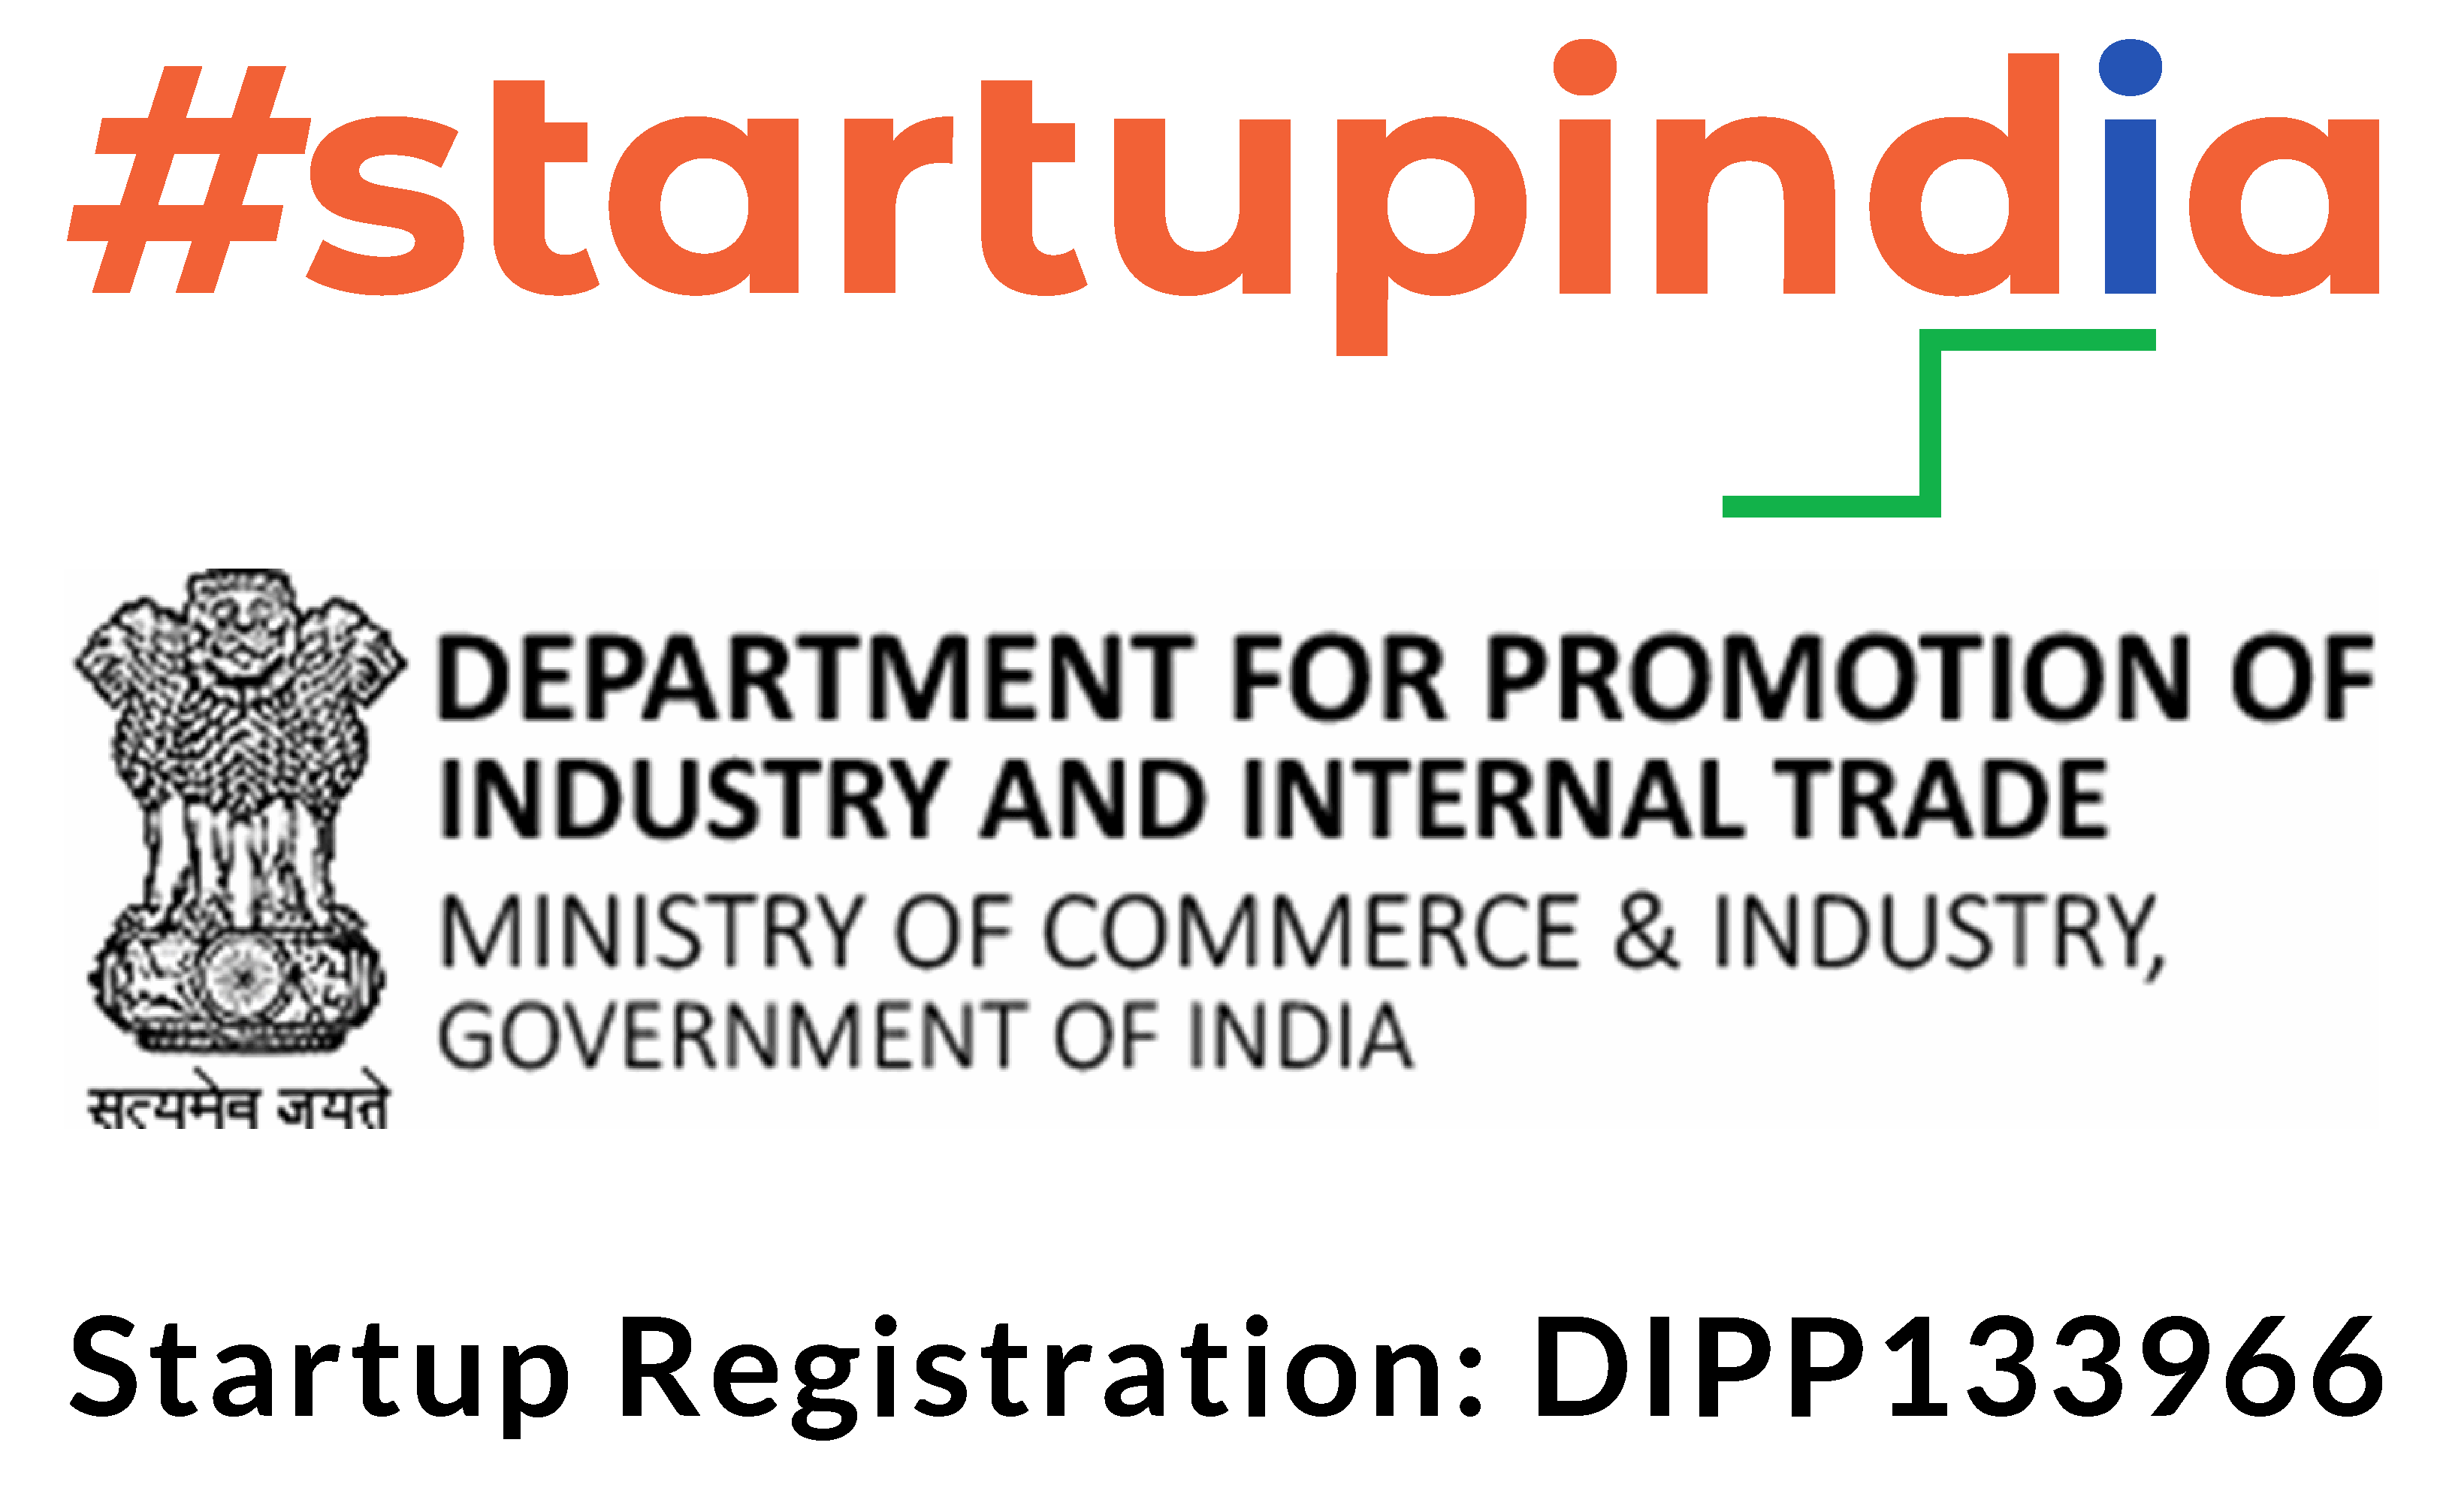 #startupindia
DEPARTMENT FOR PROMOTION OF
INDUSTRY AND INTERNAL TRADE
MINISTRY OF COMMERCE & INDUSTRY,
GOVERNMENT OF INDIA
सत्यमेव जयते
Startup Registration: DIPP133966